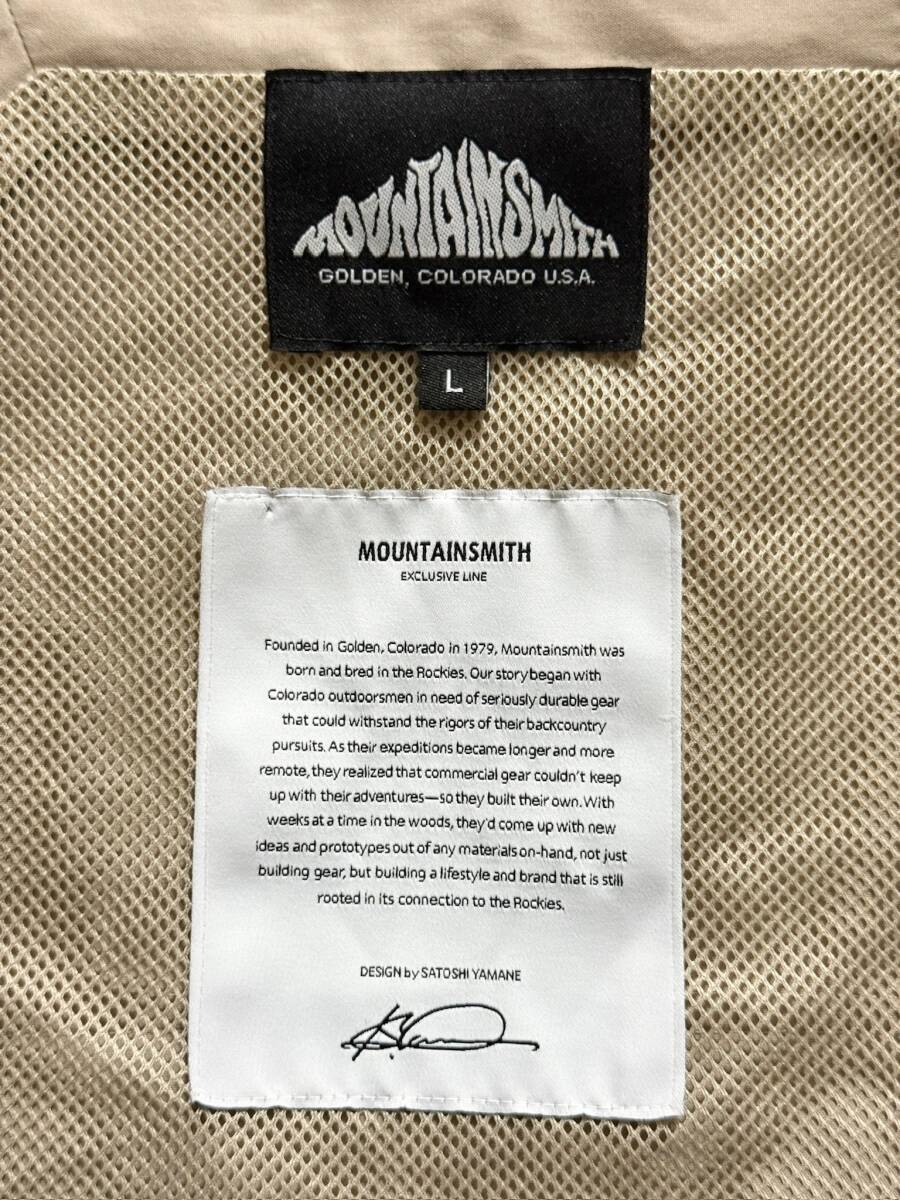 MOUNTAINSMITH
GOLDEN, COLORADO U.S.A.
L
MOUNTAINSMITH
EXCLUSIVE LINE
Founded in Golden, Colorado in 1979, Mountainsmith was
born and bred in the Rockies. Our story began with
Colorado outdoorsmen in need of seriously durable gear
that could withstand the rigors of their backcountry
pursuits. As their expeditions became longer and more
remote, they realized that commercial gear couldn't keep
up with their adventures—so they built their own. With
weeks at a time in the woods, they'd come up with new
ideas and prototypes out of any materials on-hand, not just
building gear, but building a lifestyle and brand that is still
rooted in its connection to the Rockies.
DESIGN by SATOSHI YAMANE